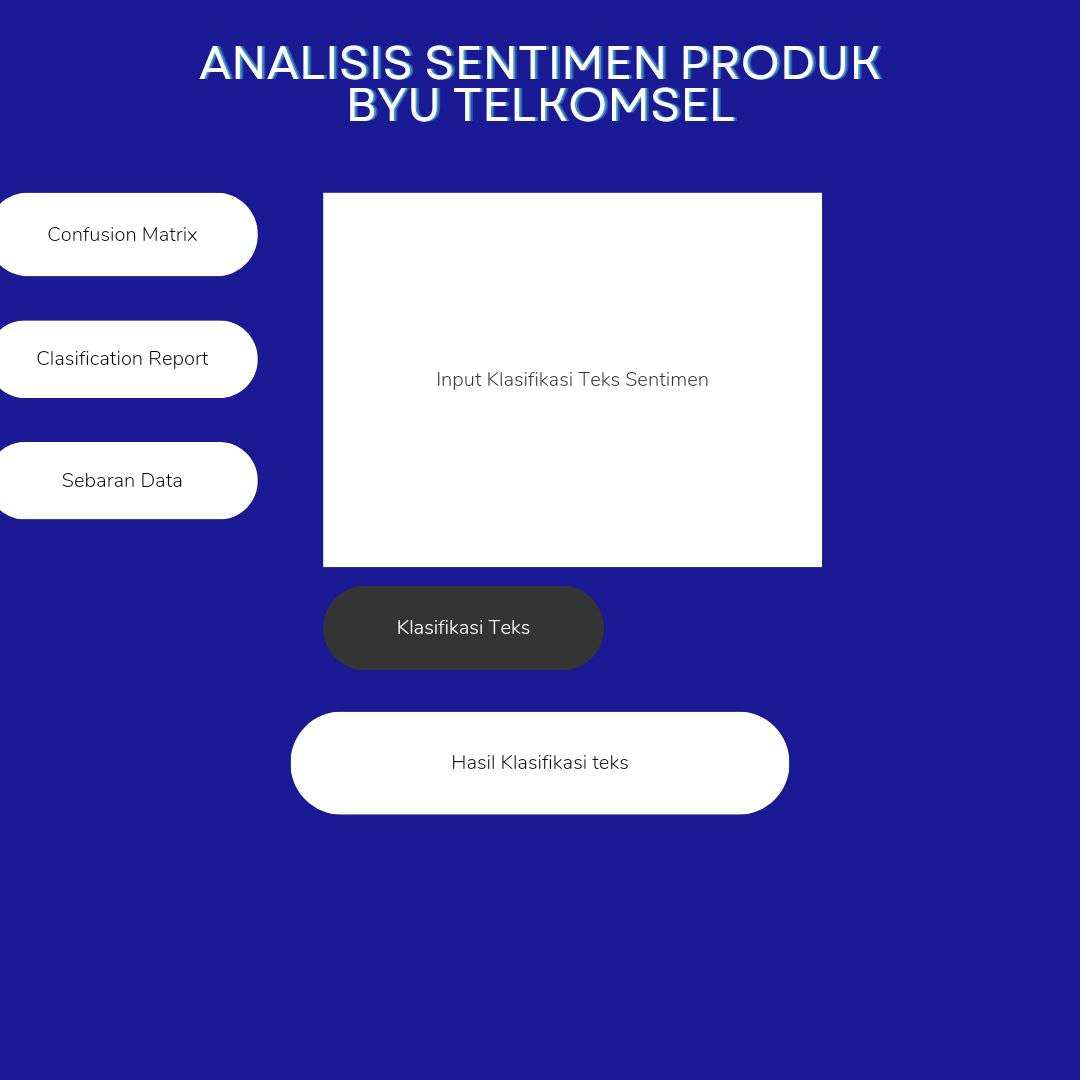 ANALISIS SENTIMEN PRODUK
BYU TELKOMSEL
Confusion Matrix
Clasification Report
Sebaran Data
Input Klasifikasi Teks Sentimen
Klasifikasi Teks
Hasil Klasifikasi teks